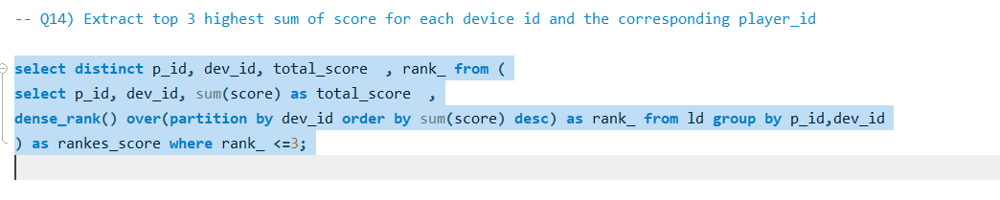 -- Q14) Extract top 3 highest sum of score for each device id and the corresponding player_id
select distinct p_id, dev_id, total_score  , rank_ from (
select p_id, dev_id, sum(score) as total_score  ,
dense_rank() over(partition by dev_id order by sum(score) desc) as rank_ from ld group by p_id,dev_id
) as rankes_score where rank_ <=3;